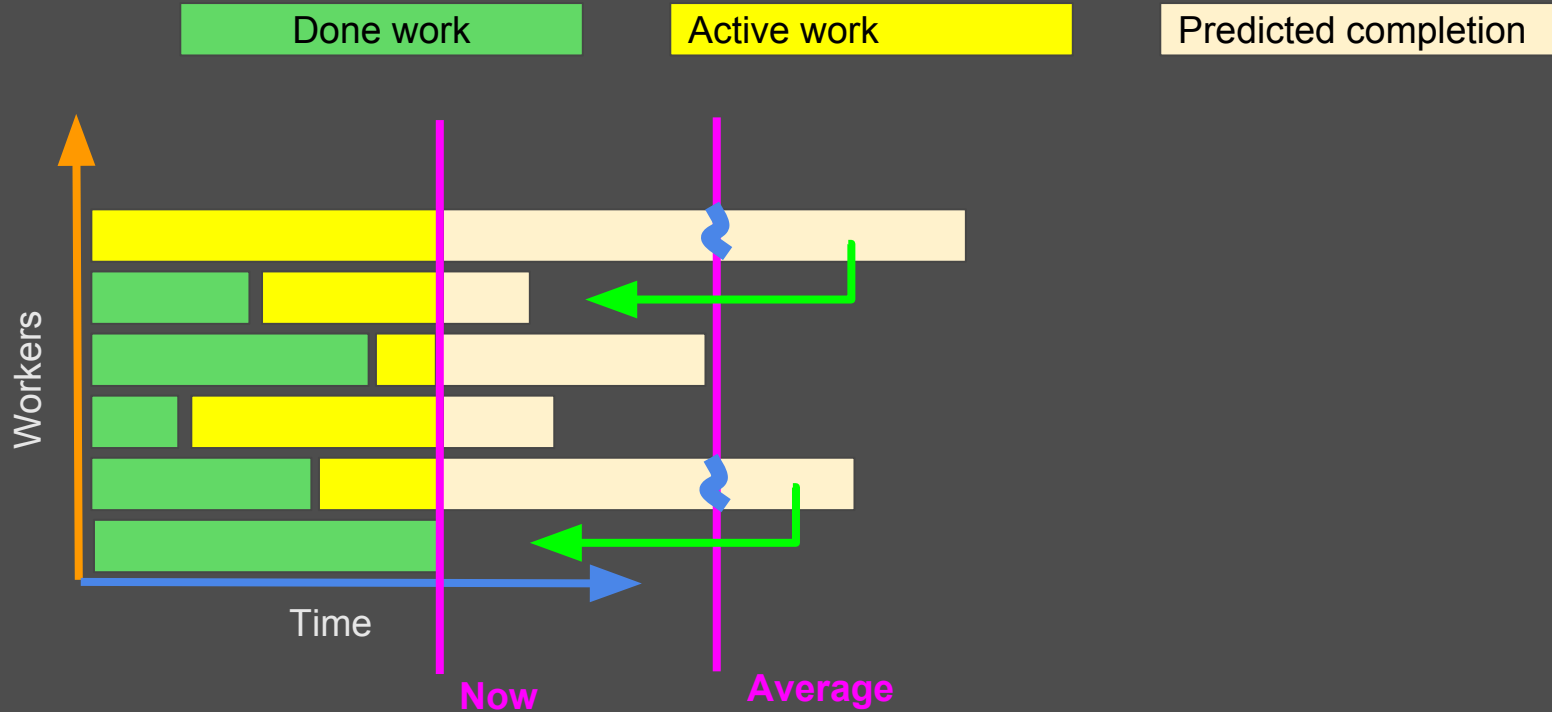 Done work
Active work
Predicted completion
Workers
Time
Now
Average